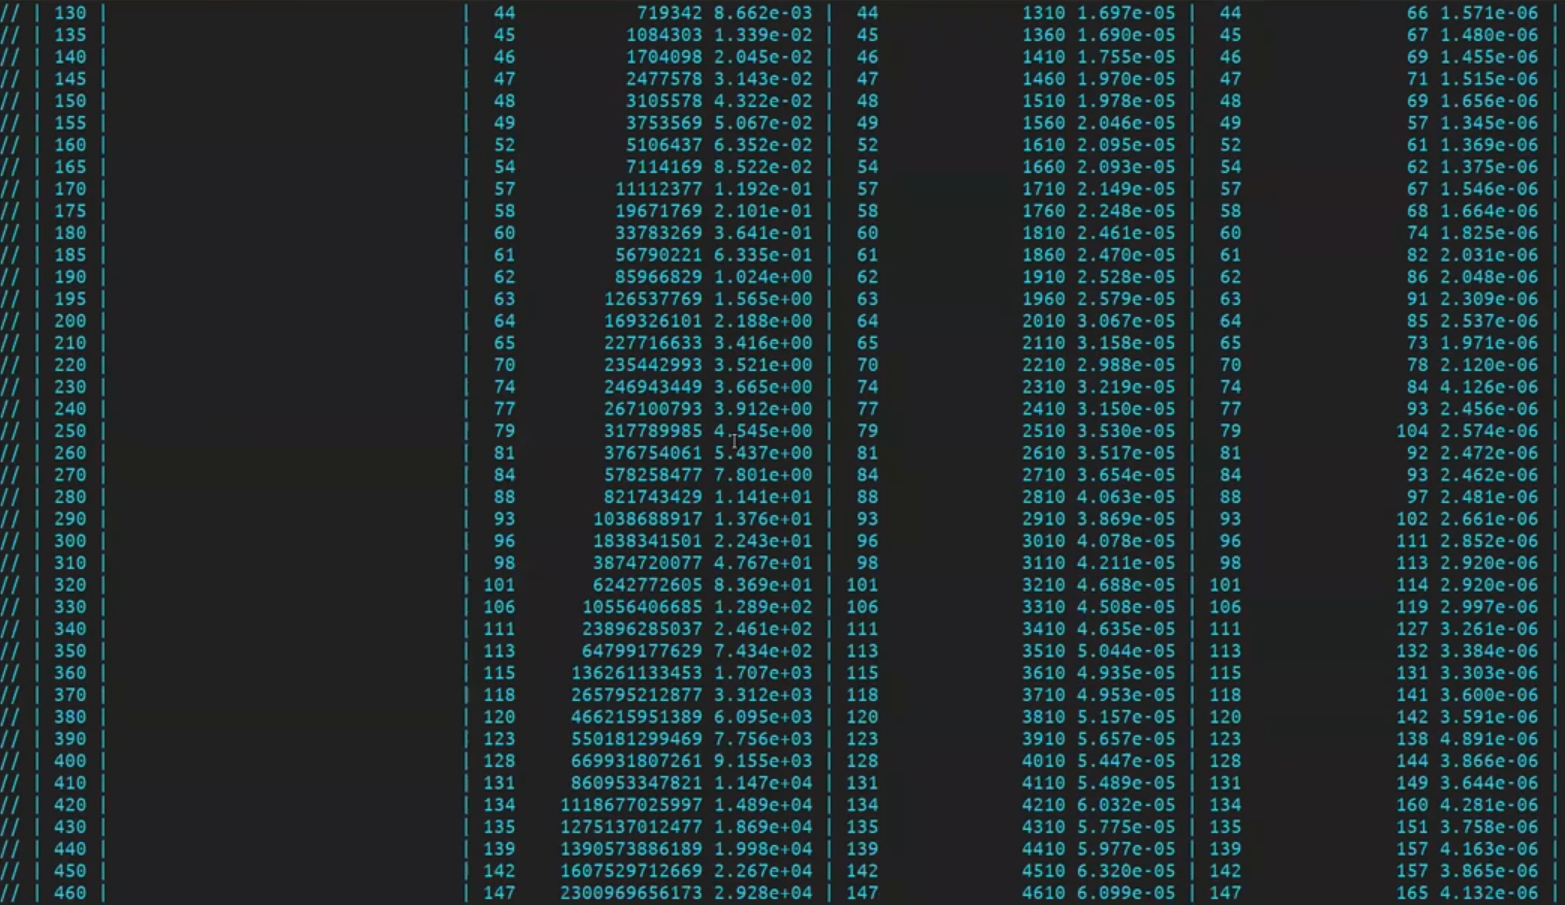 // | 130 | | 44 719342 8.662e-03 | 44 1310 1.697e-05 | 44 66 1.571e-06 |
// | 135 | | 45 1084303 1.339e-02 | 45 1360 1.690e-05 | 45 67 1.480e-06 |
// | 140 | | 46 1704098 2.045e-02 | 46 1410 1.755e-05 | 46 69 1.455e-06 |
// | 145 | | 47 2477578 3.143e-02 | 47 1460 1.970e-05 | 47 71 1.515e-06 |
// | 150 | | 48 3105578 4.322e-02 | 48 1510 1.978e-05 | 48 69 1.656e-06 |
// | 155 | | 49 3753569 5.067e-02 | 49 1560 2.046e-05 | 49 57 1.345e-06 |
// | 160 | | 52 5106437 6.352e-02 | 52 1610 2.095e-05 | 52 61 1.369e-06 |
// | 165 | | 54 7114169 8.522e-02 | 54 1660 2.093e-05 | 54 62 1.375e-06 |
// | 170 | | 57 11112377 1.192e-01 | 57 1710 2.149e-05 | 57 67 1.546e-06 |
// | 175 | | 58 19671769 2.101e-01 | 58 1760 2.248e-05 | 58 68 1.664e-06 |
// | 180 | | 60 33783269 3.641e-01 | 60 1810 2.461e-05 | 60 74 1.825e-06 |
// | 185 | | 61 56790221 6.335e-01 | 61 1860 2.470e-05 | 61 82 2.031e-06 |
// | 190 | | 62 85966829 1.024e+00 | 62 1910 2.528e-05 | 62 86 2.048e-06 |
// | 195 | | 63 126537769 1.565e+00 | 63 1960 2.579e-05 | 63 91 2.309e-06 |
// | 200 | | 64 169326101 2.188e+00 | 64 2010 3.067e-05 | 64 85 2.537e-06 |
// | 210 | | 65 227716633 3.416e+00 | 65 2110 3.158e-05 | 65 73 1.971e-06 |
// | 220 | | 70 235442993 3.521e+00 | 70 2210 2.988e-05 | 70 78 2.120e-06 |
// | 230 | | 74 246943449 3.665e+00 | 74 2310 3.219e-05 | 74 84 4.126e-06 |
// | 240 | | 77 267100793 3.912e+00 | 77 2410 3.150e-05 | 77 93 2.456e-06 |
// | 250 | | 79 317789985 4.545e+00 | 79 2510 3.530e-05 | 79 104 2.574e-06 |
// | 260 | | 81 376754061 5.437e+00 | 81 2610 3.517e-05 | 81 92 2.472e-06 |
// | 270 | | 84 578258477 7.801e+00 | 84 2710 3.654e-05 | 84 93 2.462e-06 |
// | 280 | | 88 821743429 1.141e+01 | 88 2810 4.063e-05 | 88 97 2.481e-06 |
// | 290 | | 93 1038688917 1.376e+01 | 93 2910 3.869e-05 | 93 102 2.661e-06 |
// | 300 | | 96 1838341501 2.243e+01 | 96 3010 4.078e-05 | 96 111 2.852e-06 |
// | 310 | | 98 3874720077 4.767e+01 | 98 3110 4.211e-05 | 98 113 2.920e-06 |
// | 320 | | 101 6242772605 8.369e+01 | 101 3210 4.688e-05 | 101 114 2.920e-06 |
// | 330 | | 106 10556406685 1.289e+02 | 106 3310 4.508e-05 | 106 119 2.997e-06 |
// | 340 | | 111 23896285037 2.461e+02 | 111 3410 4.635e-05 | 111 127 3.261e-06 |
// | 350 | | 113 64799177629 7.434e+02 | 113 3510 5.044e-05 | 113 132 3.384e-06 |
// | 360 | | 115 136261133453 1.707e+03 | 115 3610 4.935e-05 | 115 131 3.303e-06 |
// | 370 | | 118 265795212877 3.312e+03 | 118 3710 4.953e-05 | 118 141 3.600e-06 |
// | 380 | | 120 466215951389 6.095e+03 | 120 3810 5.157e-05 | 120 142 3.591e-06 |
// | 390 | | 123 550181299469 7.756e+03 | 123 3910 5.657e-05 | 123 138 4.891e-06 |
// | 400 | | 128 669931807261 9.155e+03 | 128 4010 5.447e-05 | 128 144 3.866e-06 |
// | 410 | | 131 860953347821 1.147e+04 | 131 4110 5.489e-05 | 131 149 3.644e-06 |
// | 420 | | 134 1118677025997 1.489e+04 | 134 4210 6.032e-05 | 134 160 4.281e-06 |
// | 430 | | 135 1275137012477 1.869e+04 | 135 4310 5.775e-05 | 135 151 3.758e-06 |
// | 440 | | 139 1390573886189 1.998e+04 | 139 4410 5.977e-05 | 139 157 4.163e-06 |
// | 450 | | 142 1607529712669 2.267e+04 | 142 4510 6.320e-05 | 142 157 3.865e-06 |
// | 460 | | 147 2300969656173 2.928e+04 | 147 4610 6.099e-05 | 147 165 4.132e-06 |